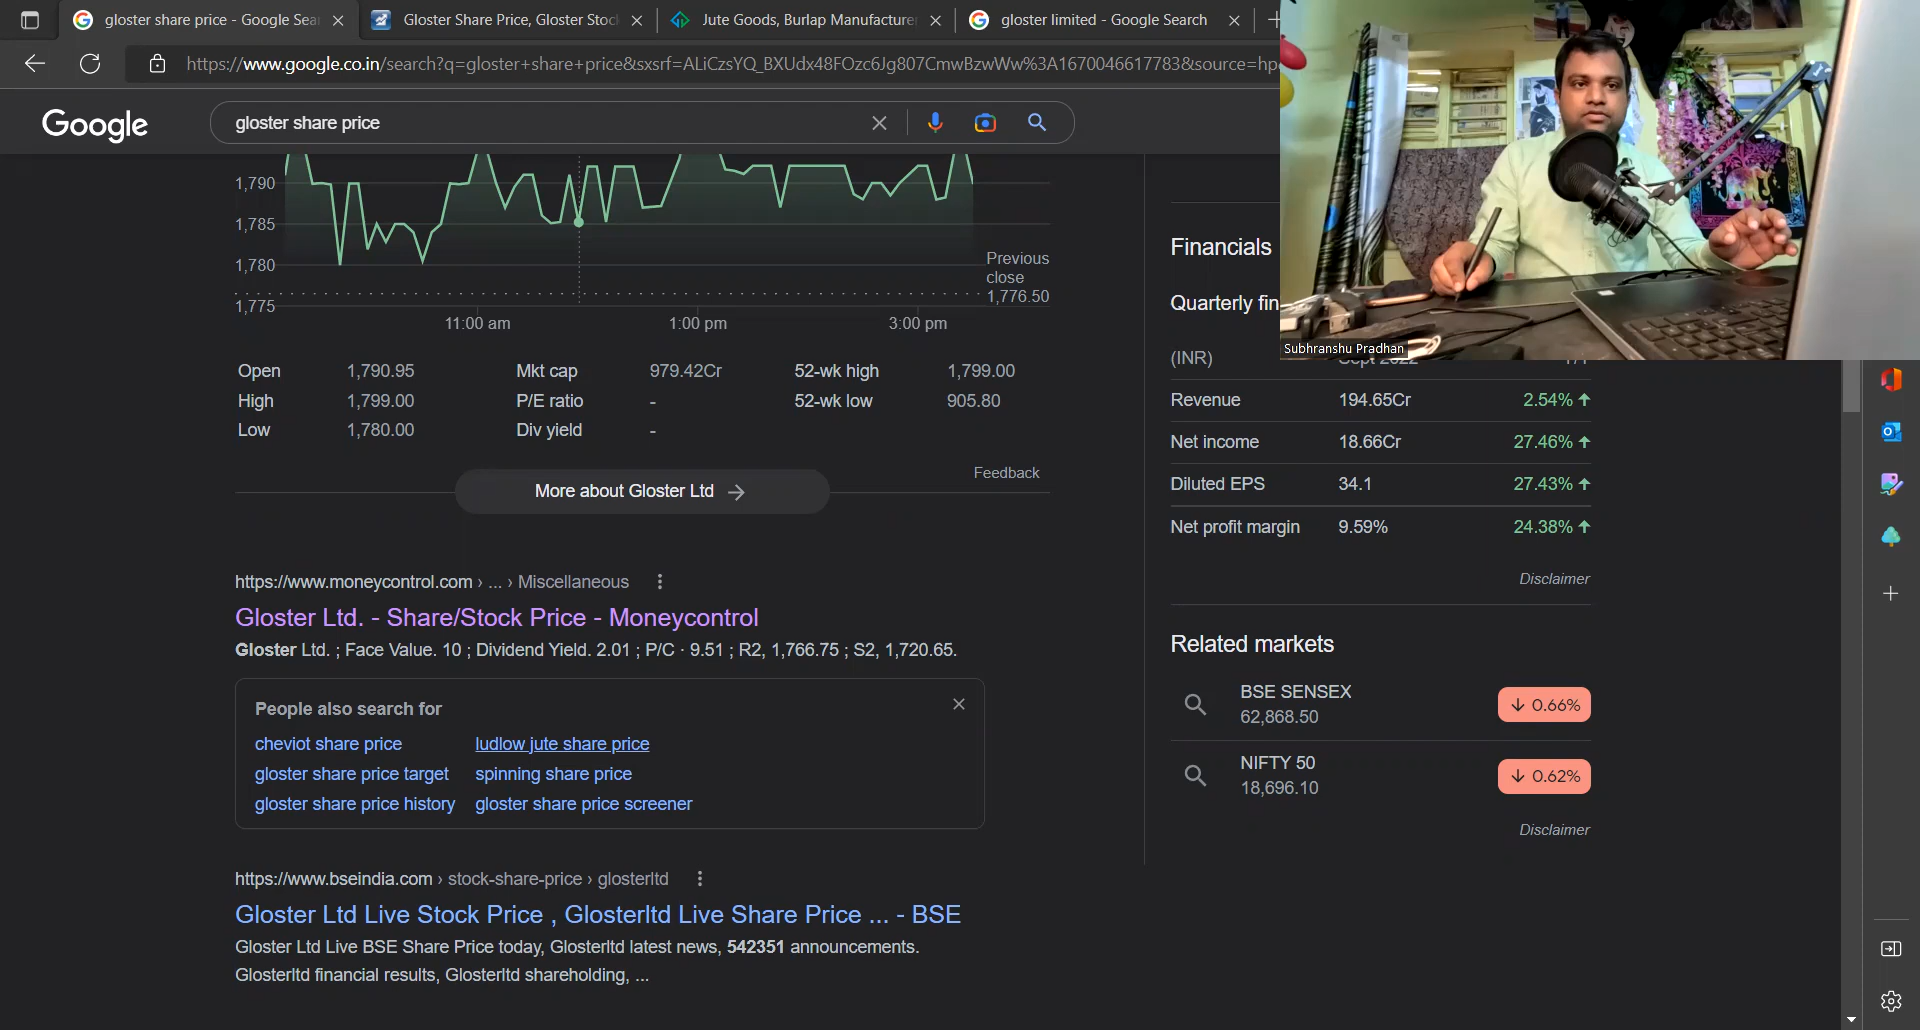 gloster share price - Google Sea
Gloster Share Price, Gloster Stoc
Jute Goods, Burlap Manufacturer
gloster limited - Google Search
https://www.google.co.in/search?q=gloster+share+price&sxsrf=ALiCzsYQ_BXUdx48FOzc6Jg807CmwBzwWw%3A1670046617783&source=hp
Google
gloster share price
1,790
1,785
1,780
1,775
Previous
close
1,776.50
11:00 am 1:00 pm 3:00 pm
Open 1,790.95 Mkt cap 979.42Cr 52-wk high 1,799.00
High 1,799.00 P/E ratio - 52-wk low 905.80
Low 1,780.00 Div yield -
Feedback
More about Gloster Ltd →
https://www.moneycontrol.com › ... › Miscellaneous
Gloster Ltd. - Share/Stock Price - Moneycontrol
Gloster Ltd. ; Face Value. 10 ; Dividend Yield. 2.01 ; P/C · 9.51 ; R2, 1,766.75 ; S2, 1,720.65.
People also search for
cheviot share price ludlow jute share price
gloster share price target spinning share price
gloster share price history gloster share price screener
https://www.bseindia.com › stock-share-price › glosterltd
Gloster Ltd Live Stock Price , Glosterltd Live Share Price ... - BSE
Gloster Ltd Live BSE Share Price today, Glosterltd latest news, 542351 announcements.
Glosterltd financial results, Glosterltd shareholding, ...
Financials
Quarterly fin
(INR) Sept 2022 Y/Y
Revenue 194.65Cr 2.54% ↑
Net income 18.66Cr 27.46% ↑
Diluted EPS 34.1 27.43% ↑
Net profit margin 9.59% 24.38% ↑
Disclaimer
Related markets
BSE SENSEX
62,868.50
↓ 0.66%
NIFTY 50
18,696.10
↓ 0.62%
Disclaimer
Subhranshu Pradhan